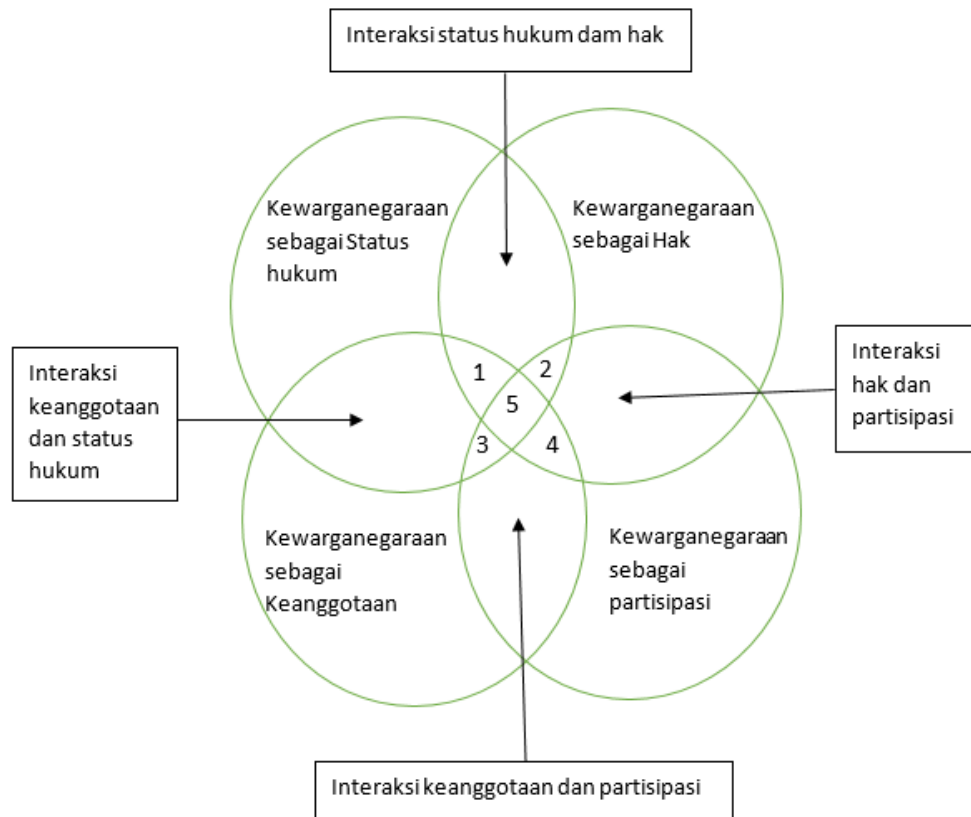 Interaksi status hukum dam hak
Kewarganegaraan
sebagai Status
hukum
Kewarganegaraan
sebagai Hak
Interaksi
keanggotaan
dan status
hukum
1
2
5
3
4
Interaksi
hak dan
partisipasi
Kewarganegaraan
sebagai
Keanggotaan
Kewarganegaraan
sebagai
partisipasi
Interaksi keanggotaan dan partisipasi